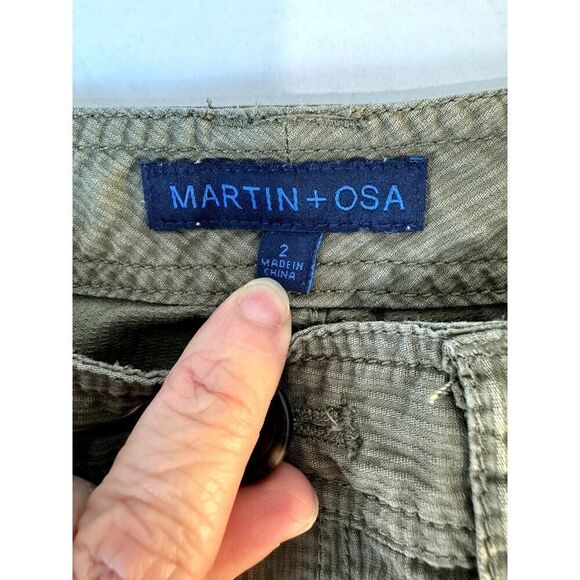 MARTIN + OSA
2
MADE IN
CHINA